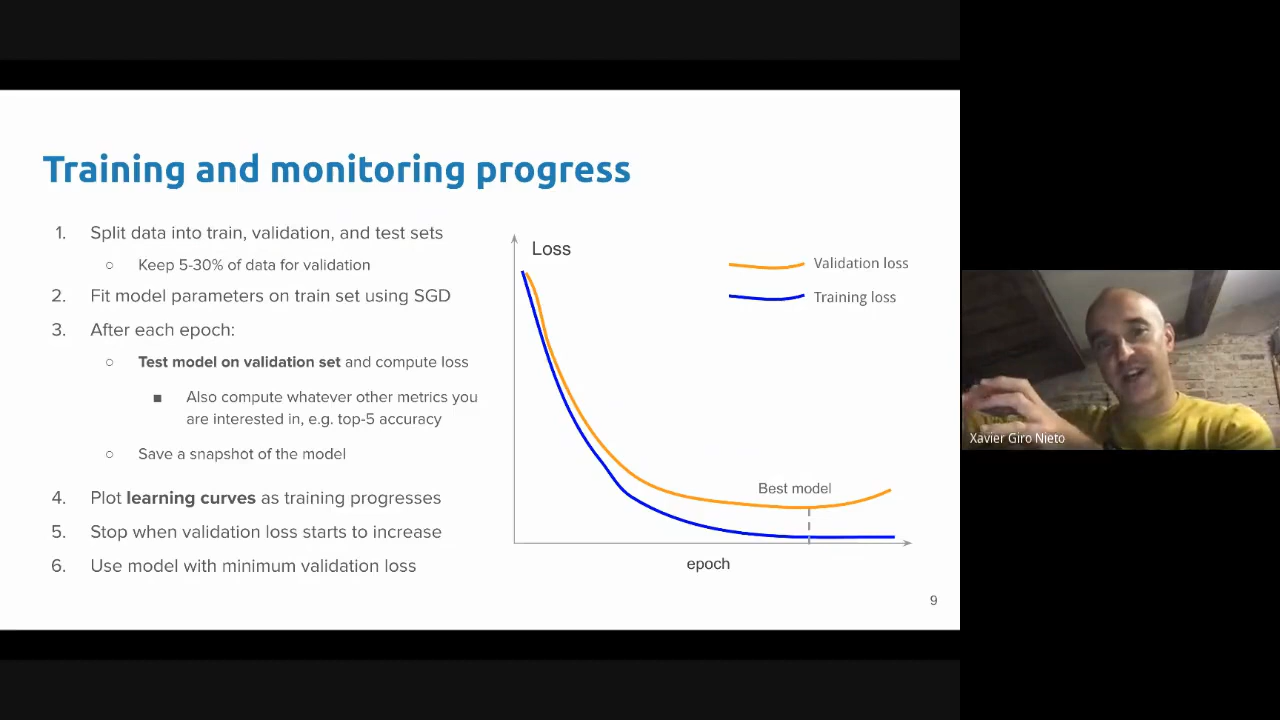 Training and monitoring progress
1. Split data into train, validation, and test sets
○ Keep 5-30% of data for validation
2. Fit model parameters on train set using SGD
3. After each epoch:
○ Test model on validation set and compute loss
■ Also compute whatever other metrics you
are interested in, e.g. top-5 accuracy
○ Save a snapshot of the model
4. Plot learning curves as training progresses
5. Stop when validation loss starts to increase
6. Use model with minimum validation loss
Loss
Validation loss
Training loss
Best model
epoch
9
Xavier Giro Nieto